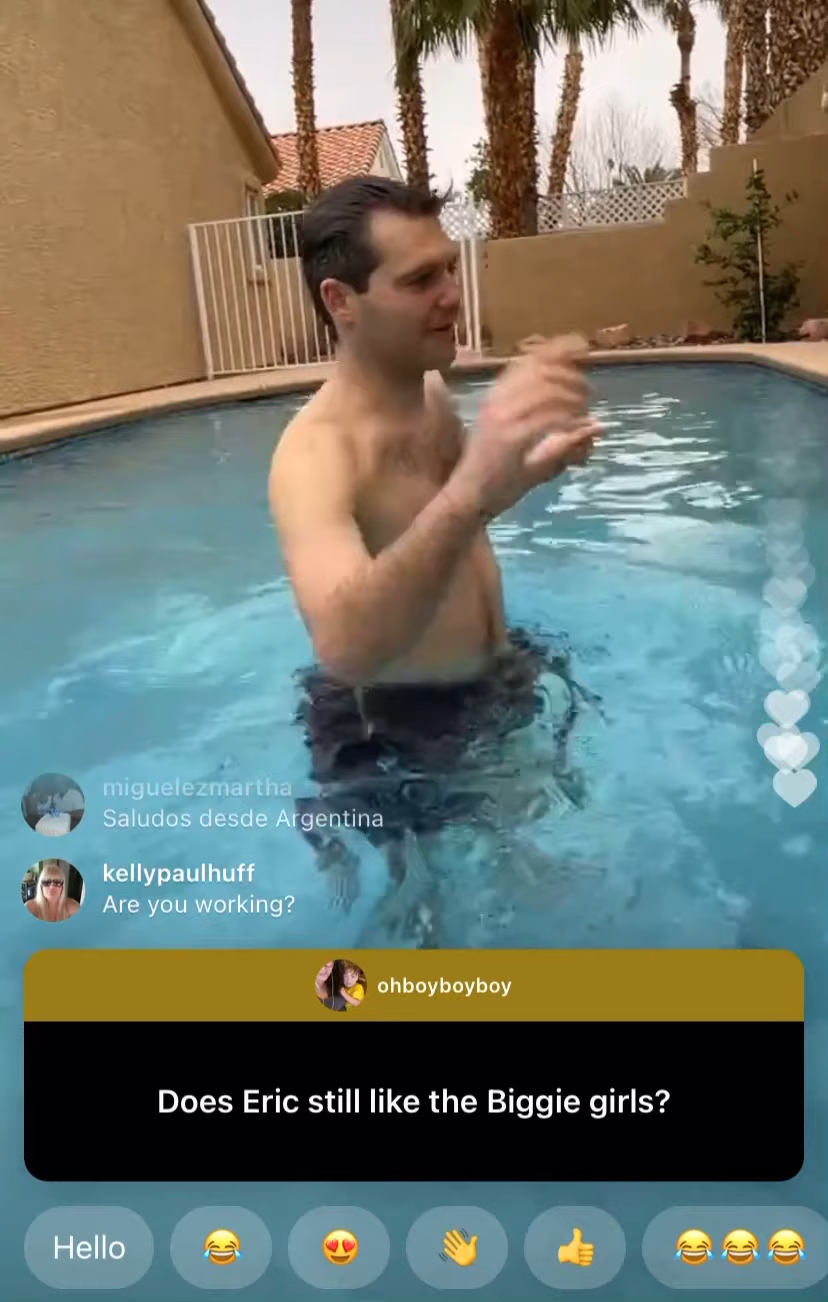 miguelezmartha
Saludos desde Argentina
kellypaulhuff
Are you working?
ohboyboyboy
Does Eric still like the Biggie girls?
Hello